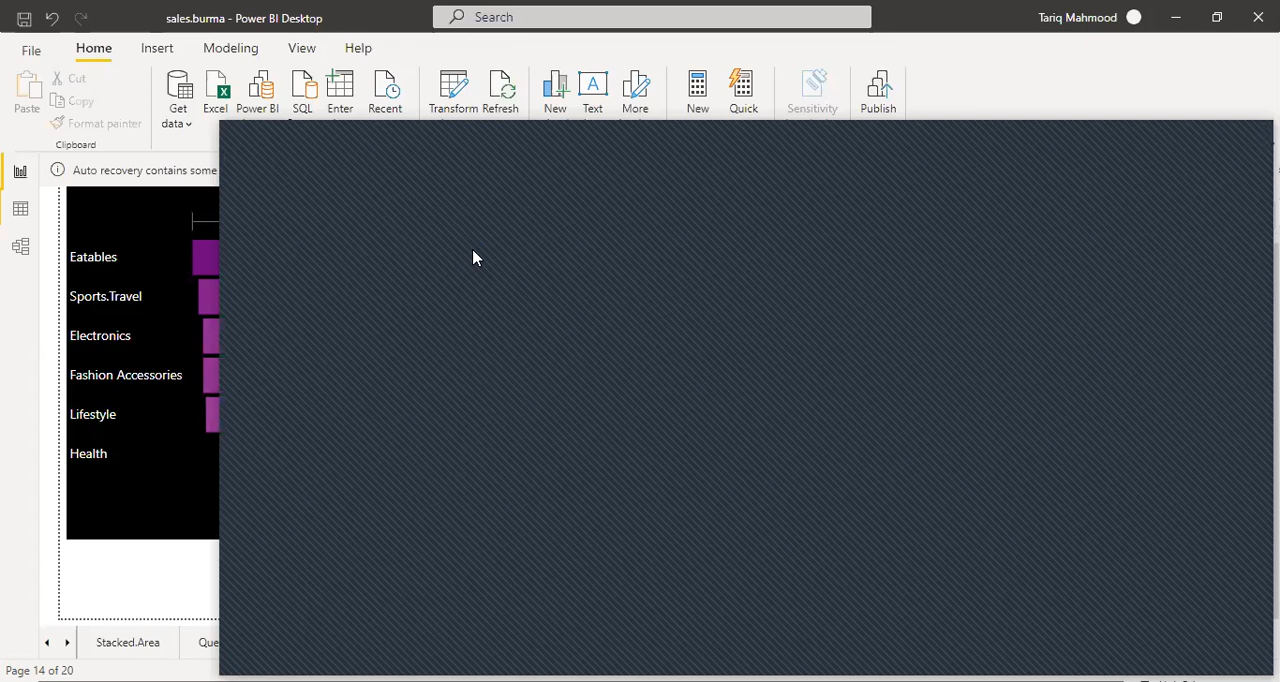 sales.burma - Power BI Desktop
Search
Tariq Mahmood
File
Home
Insert
Modeling
View
Help
Paste
Cut
Copy
Format painter
Clipboard
Get data
Excel
Power BI
SQL
Enter
Recent
Transform
Refresh
New
Text
More
New
Quick
Sensitivity
Publish
Auto recovery contains some
Eatables
Sports.Travel
Electronics
Fashion Accessories
Lifestyle
Health
Stacked.Area
Que
Page 14 of 20